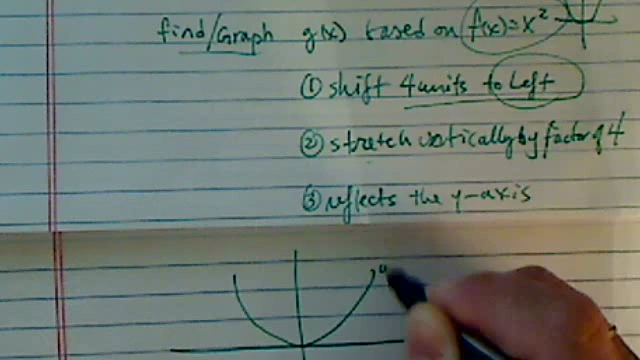 find/Graph g(x) based on f(x)=x²
① shift 4 units to Left
② stretch vertically by factor of 4
③ reflects the y-axis